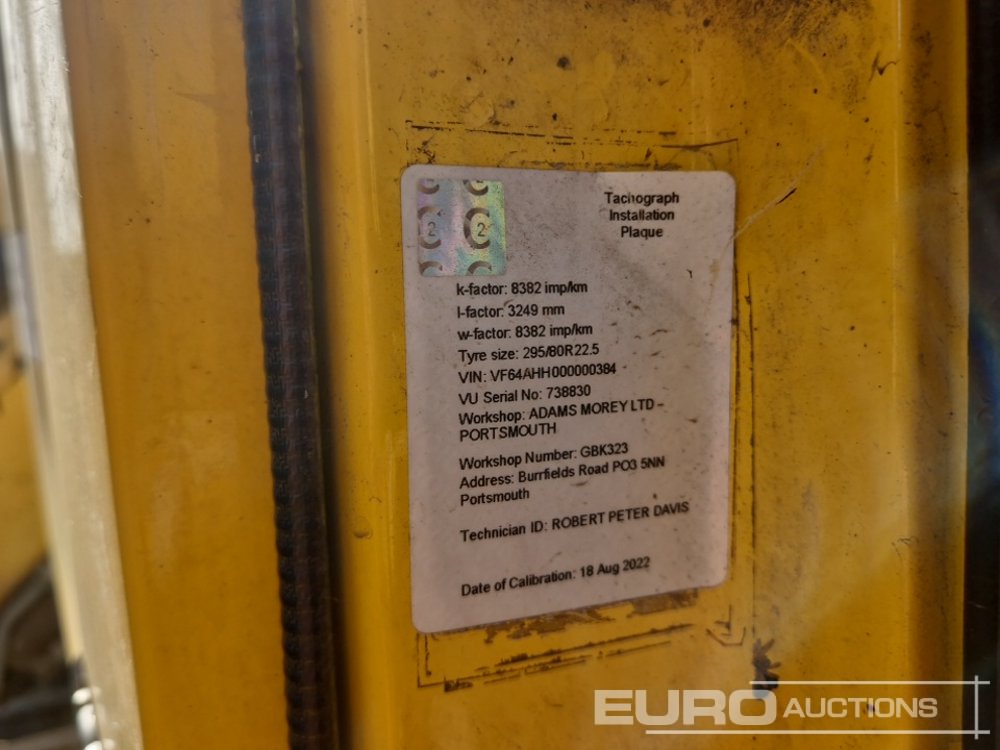 Tachograph
Installation
Plaque
2 2
k-factor: 8382 imp/km
l-factor: 3249 mm
w-factor: 8382 imp/km
Tyre size: 295/80R22.5
VIN: VF64AHH000000384
VU Serial No: 738830
Workshop: ADAMS MOREY LTD -
PORTSMOUTH
Workshop Number: GBK323
Address: Burrfields Road PO3 5NN
Portsmouth
Technician ID: ROBERT PETER DAVIS
Date of Calibration: 18 Aug 2022
EURO AUCTIONS